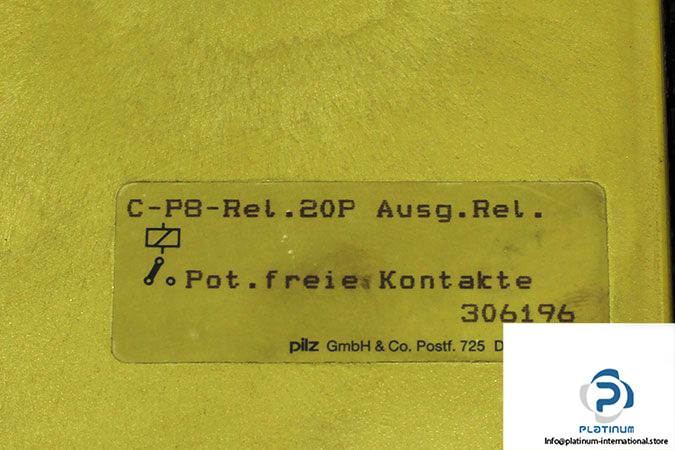 C-P8-Rel.20P Ausg.Rel.
Pot.freie Kontakte
306196
pilz GmbH & Co. Postf. 725 D
PLATINUM
Info@platinum-international.store